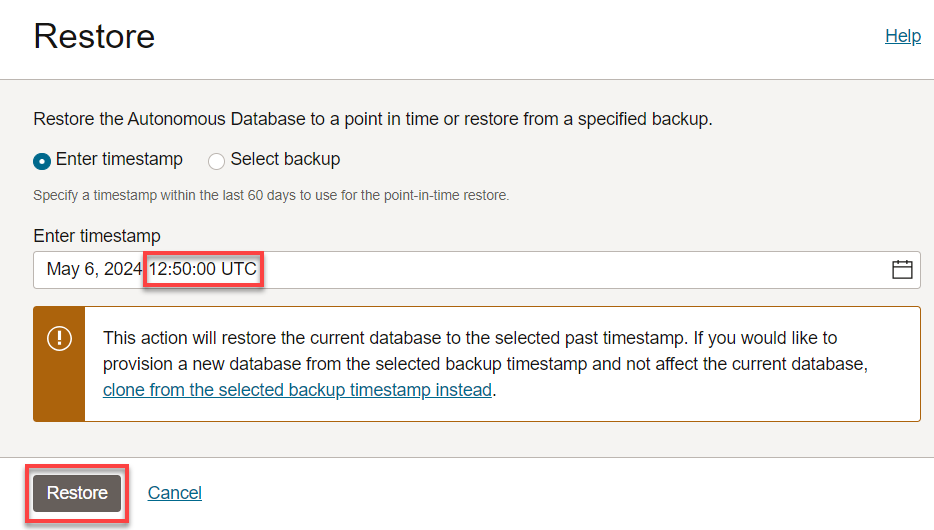 Restore
Help
Restore the Autonomous Database to a point in time or restore from a specified backup.
Enter timestamp Select backup
Specify a timestamp within the last 60 days to use for the point-in-time restore.
Enter timestamp
May 6, 2024 12:50:00 UTC
This action will restore the current database to the selected past timestamp. If you would like to
provision a new database from the selected backup timestamp and not affect the current database,
clone from the selected backup timestamp instead.
Restore Cancel